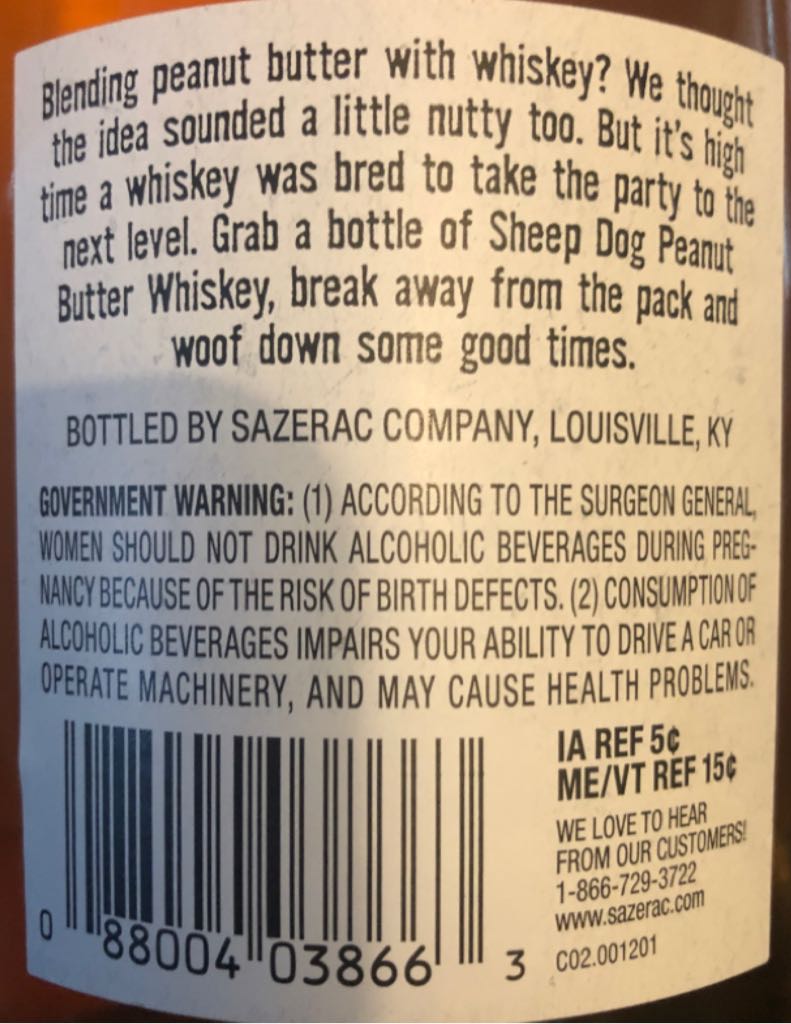 Blending peanut butter with whiskey? We thought
the idea sounded a little nutty too. But it's high
time a whiskey was bred to take the party to the
next level. Grab a bottle of Sheep Dog Peanut
Butter Whiskey, break away from the pack and
woof down some good times.
BOTTLED BY SAZERAC COMPANY, LOUISVILLE, KY
GOVERNMENT WARNING: (1) ACCORDING TO THE SURGEON GENERAL,
WOMEN SHOULD NOT DRINK ALCOHOLIC BEVERAGES DURING PREG-
NANCY BECAUSE OF THE RISK OF BIRTH DEFECTS. (2) CONSUMPTION OF
ALCOHOLIC BEVERAGES IMPAIRS YOUR ABILITY TO DRIVE A CAR OR
OPERATE MACHINERY, AND MAY CAUSE HEALTH PROBLEMS.
IA REF 5¢
ME/VT REF 15¢
WE LOVE TO HEAR
FROM OUR CUSTOMERS!
1-866-729-3722
www.sazerac.com
C02.001201
0 88004 03866 3